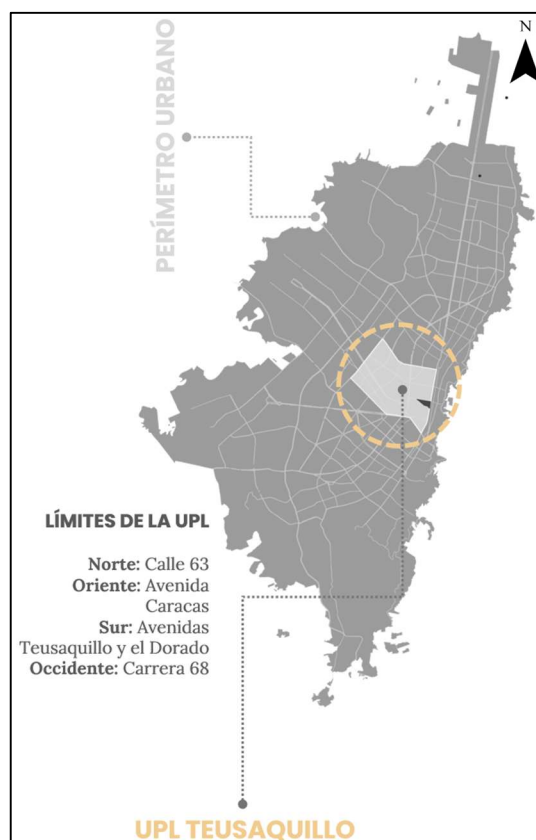 N
PERÍMETRO URBANO
LÍMITES DE LA UPL
Norte: Calle 63
Oriente: Avenida
Caracas
Sur: Avenidas
Teusaquillo y el Dorado
Occidente: Carrera 68
UPL TEUSAQUILLO